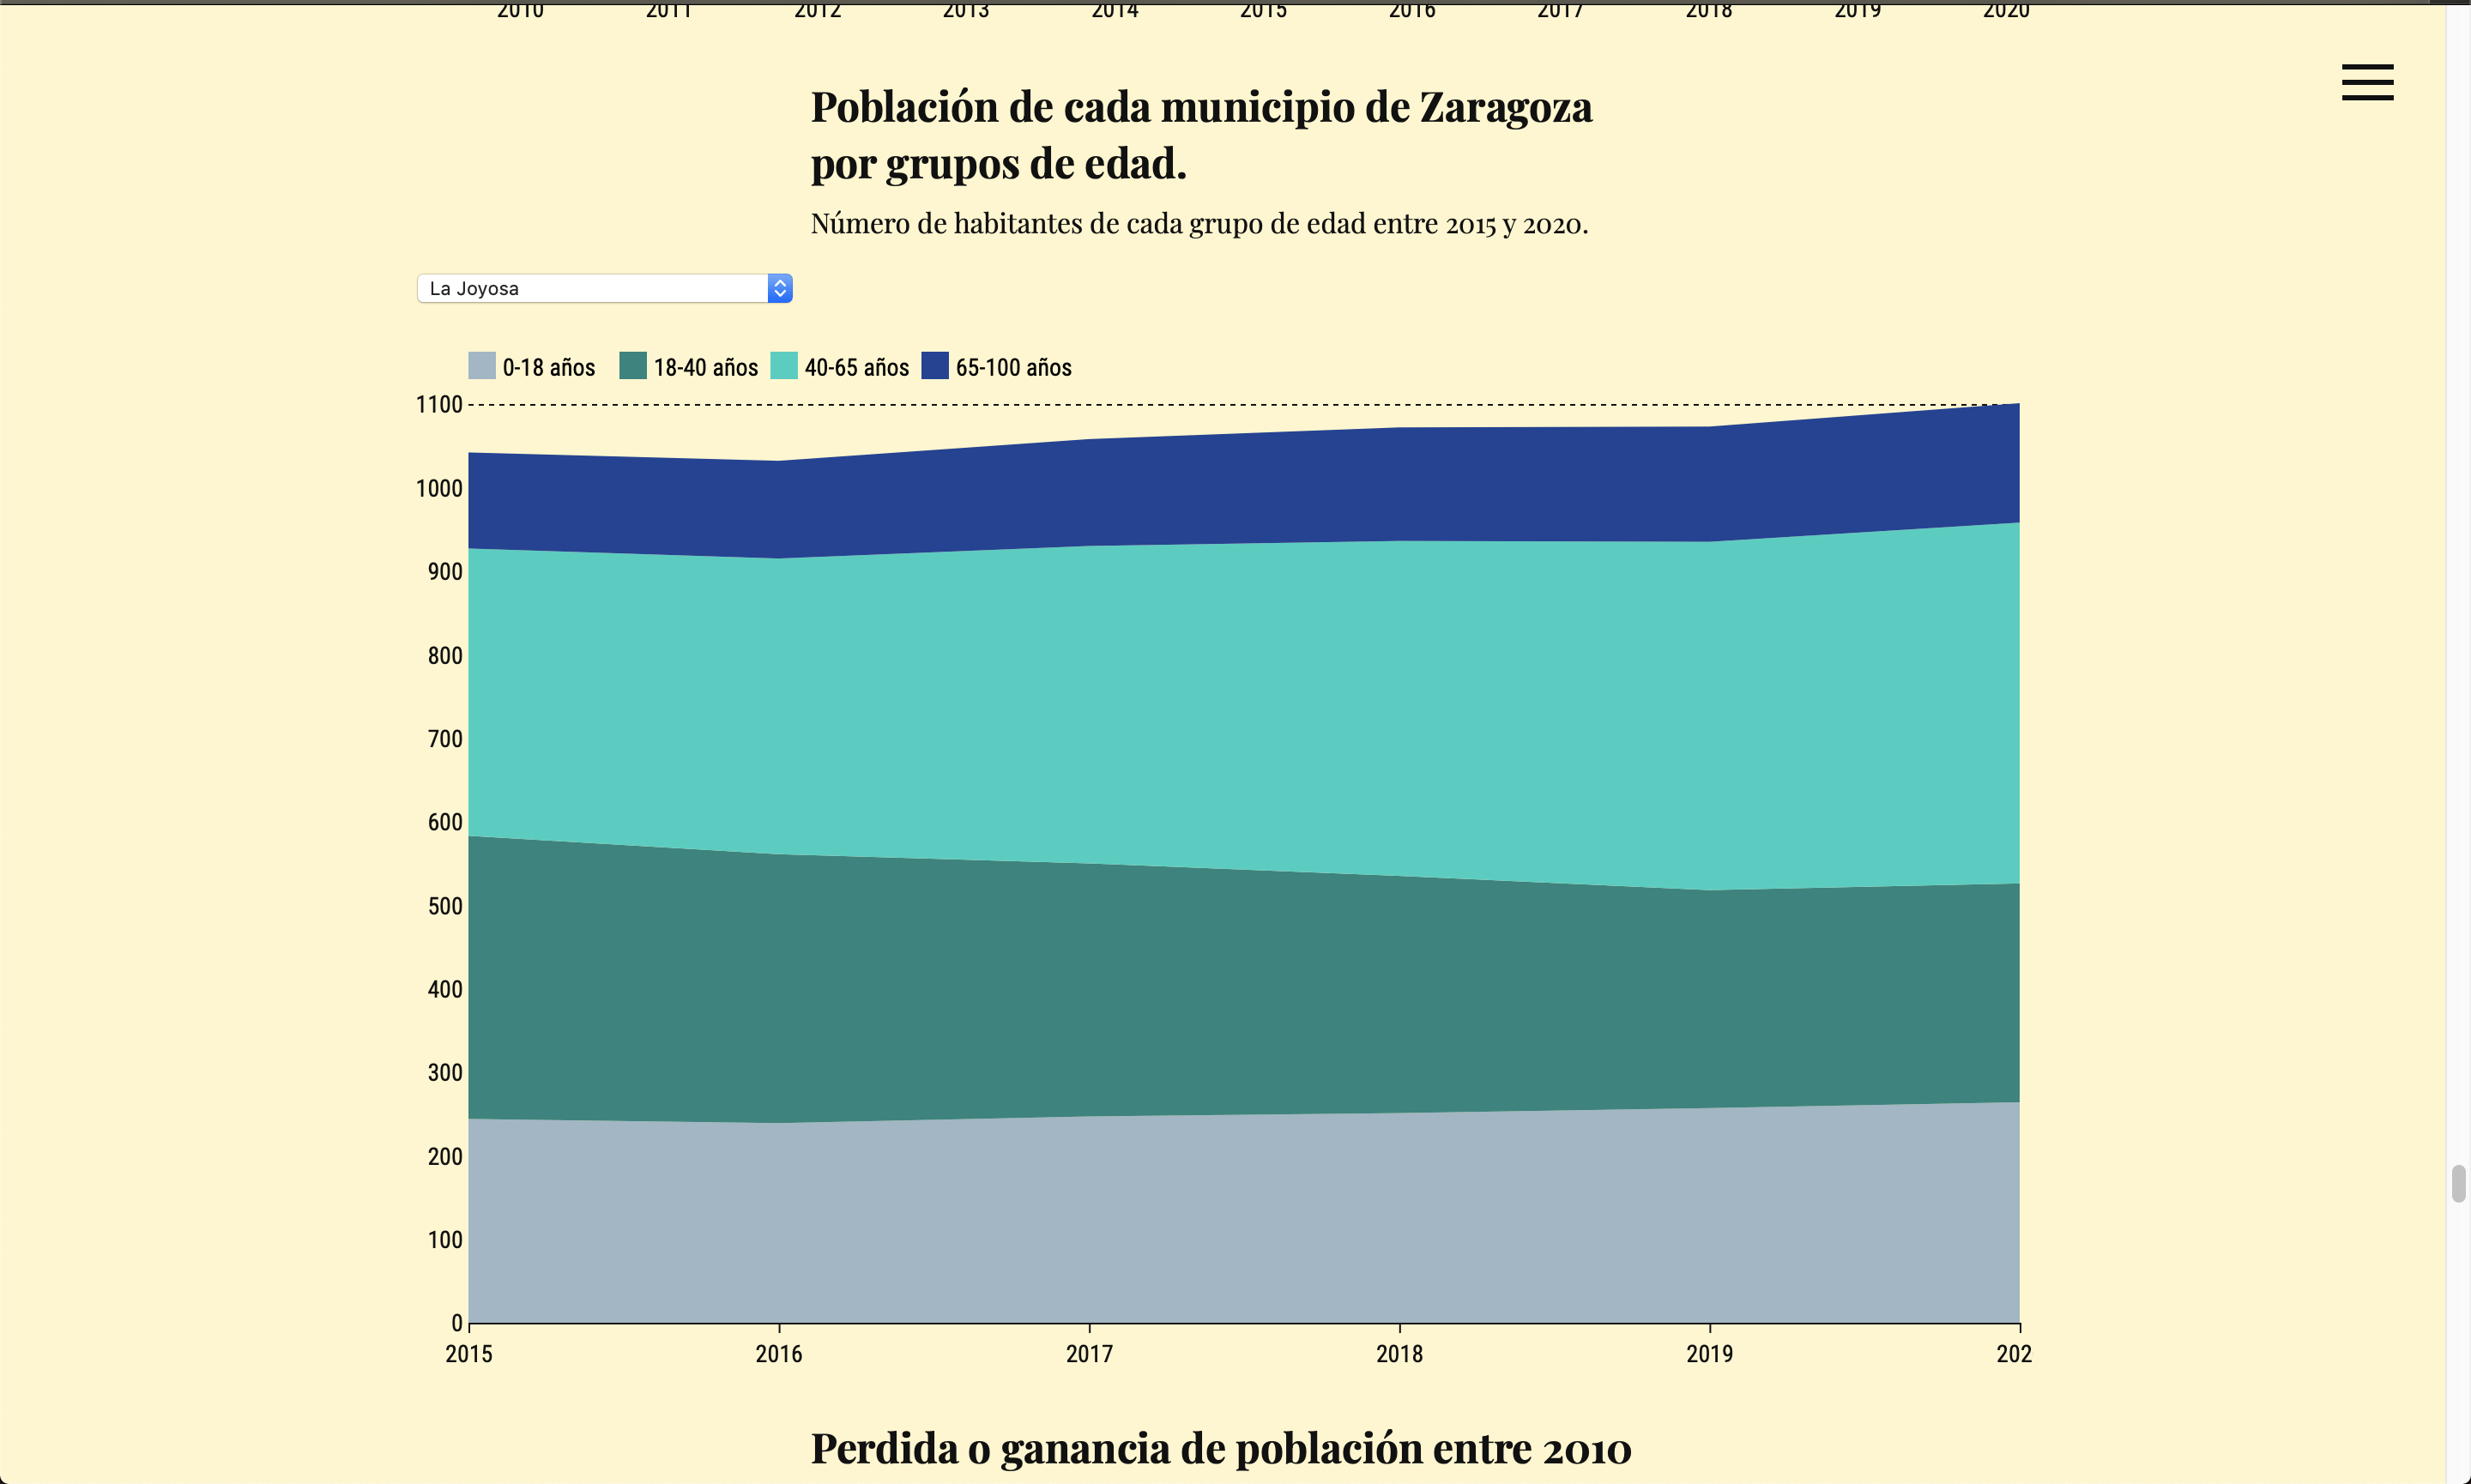 2010 2011 2012 2013 2014 2015 2016 2017 2018 2019 2020
Población de cada municipio de Zaragoza
por grupos de edad.
Número de habitantes de cada grupo de edad entre 2015 y 2020.
La Joyosa
0-18 años 18-40 años 40-65 años 65-100 años
1100
1000
900
800
700
600
500
400
300
200
100
0
2015 2016 2017 2018 2019 202
Perdida o ganancia de población entre 2010